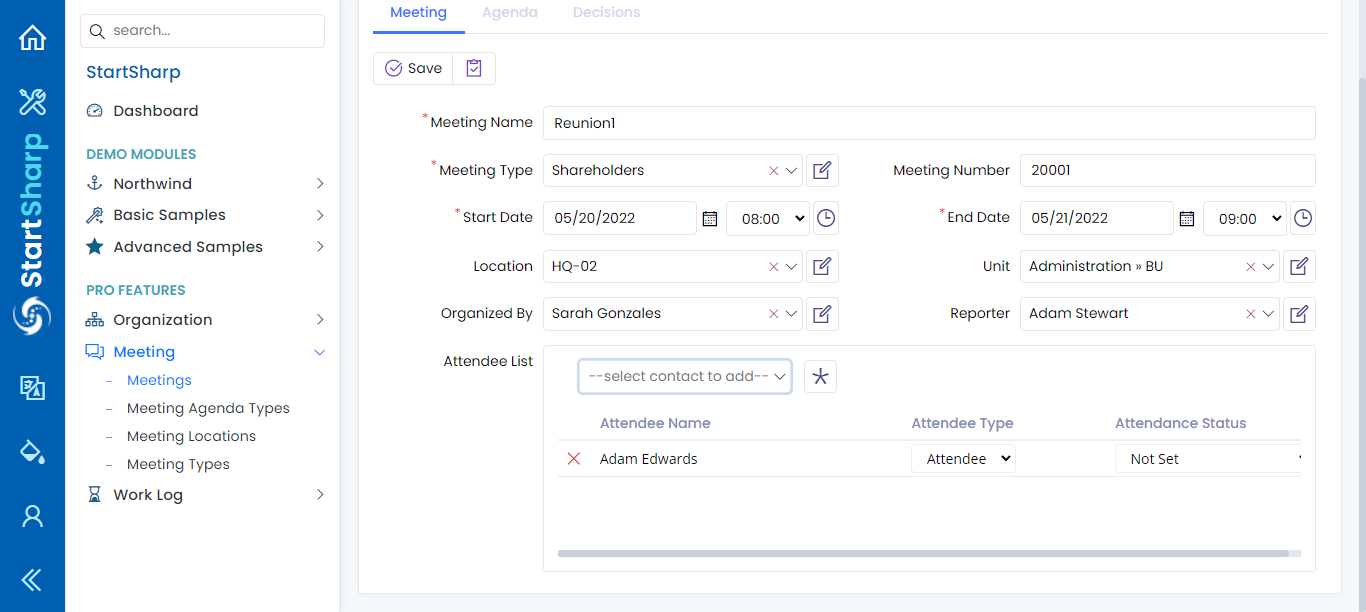 Meeting Agenda Decisions
search...
StartSharp
Dashboard
DEMO MODULES
Northwind
Basic Samples
Advanced Samples
PRO FEATURES
Organization
Meeting
Meetings
Meeting Agenda Types
Meeting Locations
Meeting Types
Work Log
StartSharp
Save
*Meeting Name Reunion1
*Meeting Type Shareholders Meeting Number 20001
*Start Date 05/20/2022 08:00 *End Date 05/21/2022 09:00
Location HQ-02 Unit Administration » BU
Organized By Sarah Gonzales Reporter Adam Stewart
Attendee List --select contact to add--
Attendee Name Attendee Type Attendance Status
Adam Edwards Attendee Not Set